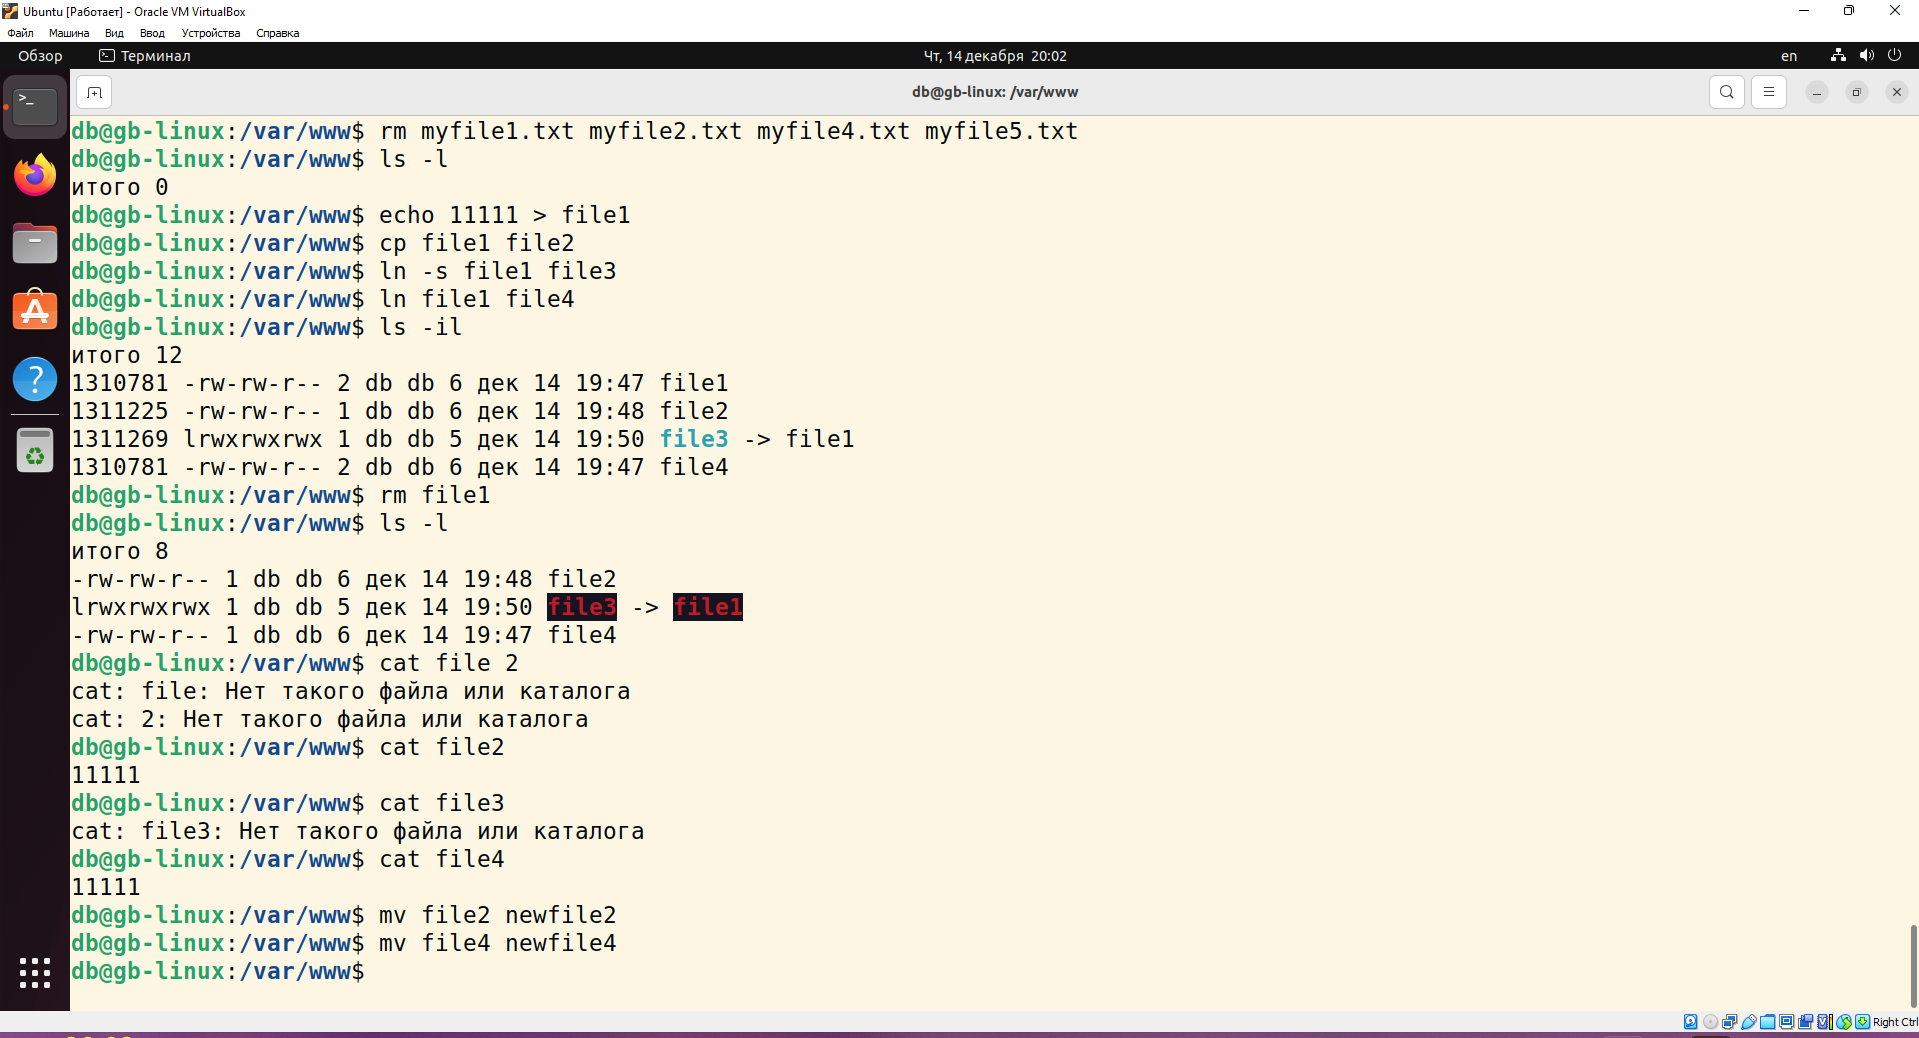 Ubuntu [Работает] - Oracle VM VirtualBox
Файл Машина Вид Ввод Устройства Справка
Обзор Терминал Чт, 14 декабря 20:02 en
db@gb-linux: /var/www
db@gb-linux:/var/www$ rm myfile1.txt myfile2.txt myfile4.txt myfile5.txt
db@gb-linux:/var/www$ ls -l
итого 0
db@gb-linux:/var/www$ echo 11111 > file1
db@gb-linux:/var/www$ cp file1 file2
db@gb-linux:/var/www$ ln -s file1 file3
db@gb-linux:/var/www$ ln file1 file4
db@gb-linux:/var/www$ ls -il
итого 12
1310781 -rw-rw-r-- 2 db db 6 дек 14 19:47 file1
1311225 -rw-rw-r-- 1 db db 6 дек 14 19:48 file2
1311269 lrwxrwxrwx 1 db db 5 дек 14 19:50 file3 -> file1
1310781 -rw-rw-r-- 2 db db 6 дек 14 19:47 file4
db@gb-linux:/var/www$ rm file1
db@gb-linux:/var/www$ ls -l
итого 8
-rw-rw-r-- 1 db db 6 дек 14 19:48 file2
lrwxrwxrwx 1 db db 5 дек 14 19:50 file3 -> file1
-rw-rw-r-- 1 db db 6 дек 14 19:47 file4
db@gb-linux:/var/www$ cat file 2
cat: file: Нет такого файла или каталога
cat: 2: Нет такого файла или каталога
db@gb-linux:/var/www$ cat file2
11111
db@gb-linux:/var/www$ cat file3
cat: file3: Нет такого файла или каталога
db@gb-linux:/var/www$ cat file4
11111
db@gb-linux:/var/www$ mv file2 newfile2
db@gb-linux:/var/www$ mv file4 newfile4
db@gb-linux:/var/www$
Right Ctrl